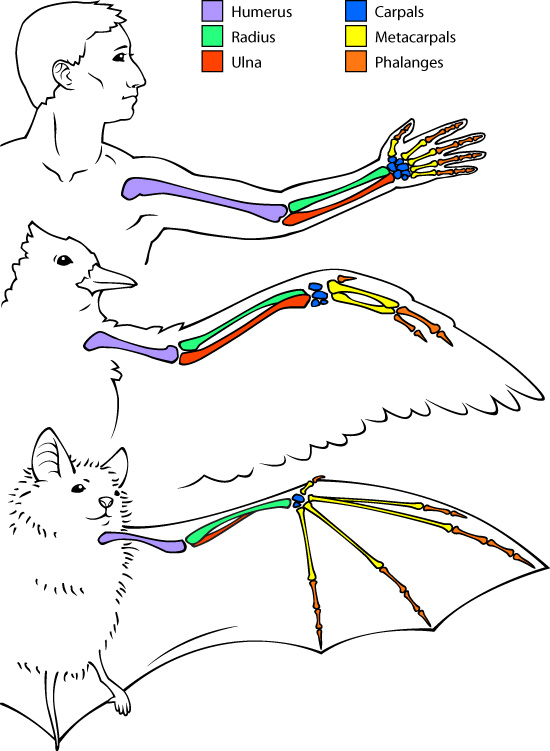 Humerus
Radius
Ulna
Carpals
Metacarpals
Phalanges